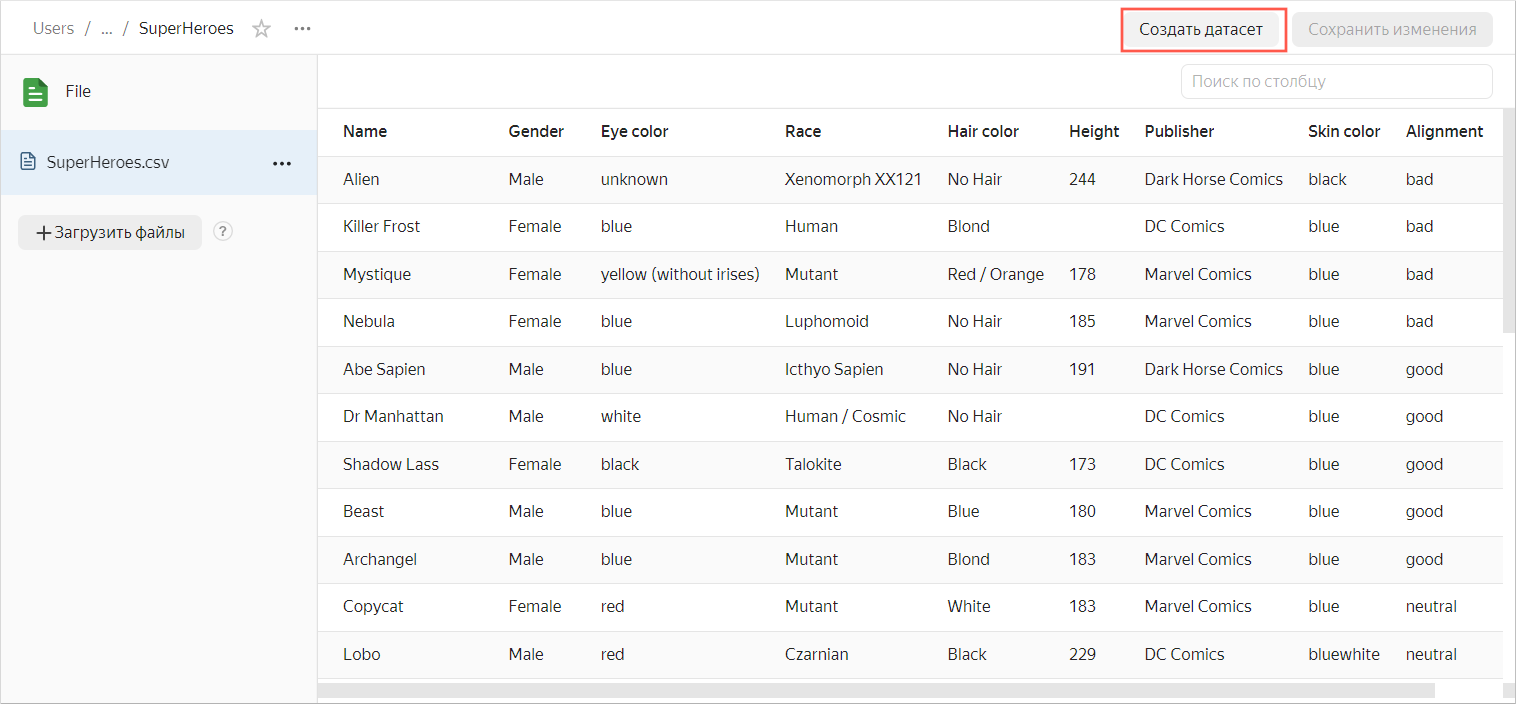 Users / ... / SuperHeroes
Создать датасет
Сохранить изменения
File
Поиск по столбцу
SuperHeroes.csv
Загрузить файлы ?
Name Gender Eye color Race Hair color Height Publisher Skin color Alignment
Alien Male unknown Xenomorph XX121 No Hair 244 Dark Horse Comics black bad
Killer Frost Female blue Human Blond DC Comics blue bad
Mystique Female yellow (without irises) Mutant Red / Orange 178 Marvel Comics blue bad
Nebula Female blue Luphomoid No Hair 185 Marvel Comics blue bad
Abe Sapien Male blue Icthyo Sapien No Hair 191 Dark Horse Comics blue good
Dr Manhattan Male white Human / Cosmic No Hair DC Comics blue good
Shadow Lass Female black Talokite Black 173 DC Comics blue good
Beast Male blue Mutant Blue 180 Marvel Comics blue good
Archangel Male blue Mutant Blond 183 Marvel Comics blue good
Copycat Female red Mutant White 183 Marvel Comics blue neutral
Lobo Male red Czarnian Black 229 DC Comics bluewhite neutral